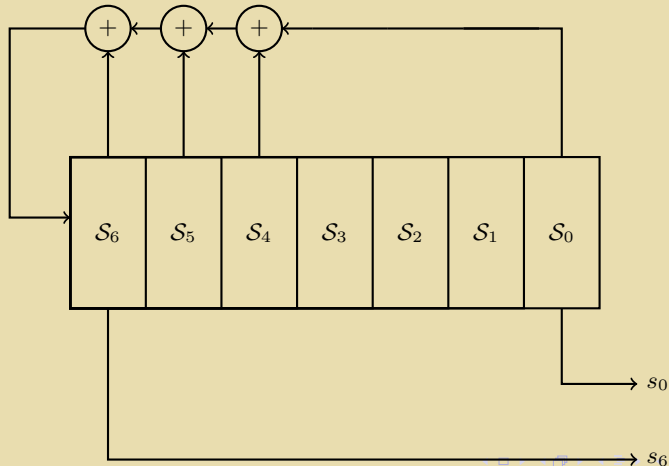 + + +
𝒮₆ 𝒮₅ 𝒮₄ 𝒮₃ 𝒮₂ 𝒮₁ 𝒮₀
s₀
s₆